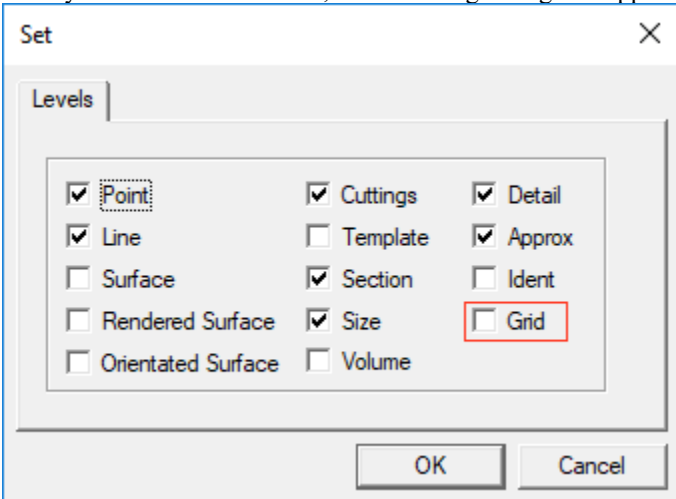 Set
Levels
Point
Cuttings
Detail
Line
Template
Approx
Surface
Section
Ident
Rendered Surface
Size
Grid
Orientated Surface
Volume
OK
Cancel